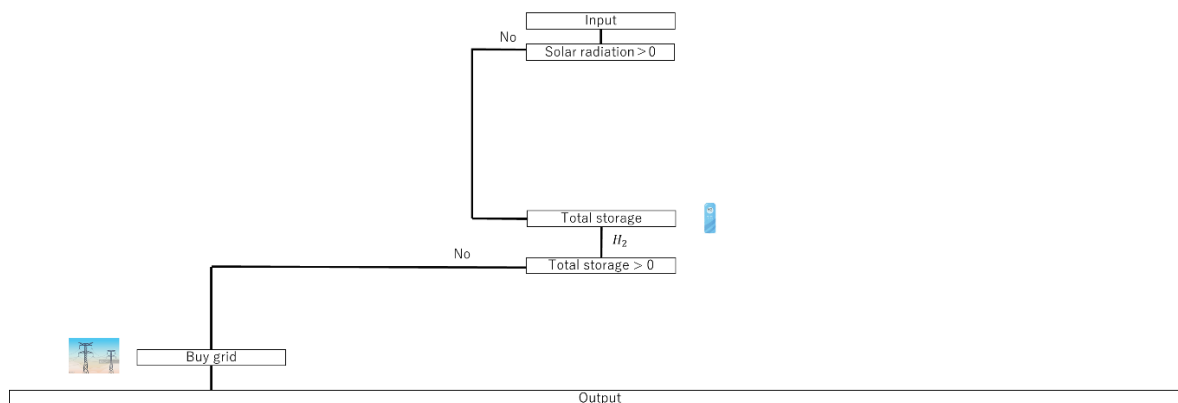 Input
No
Solar radiation > 0
Total storage
H₂
No
Total storage > 0
Buy grid
Output